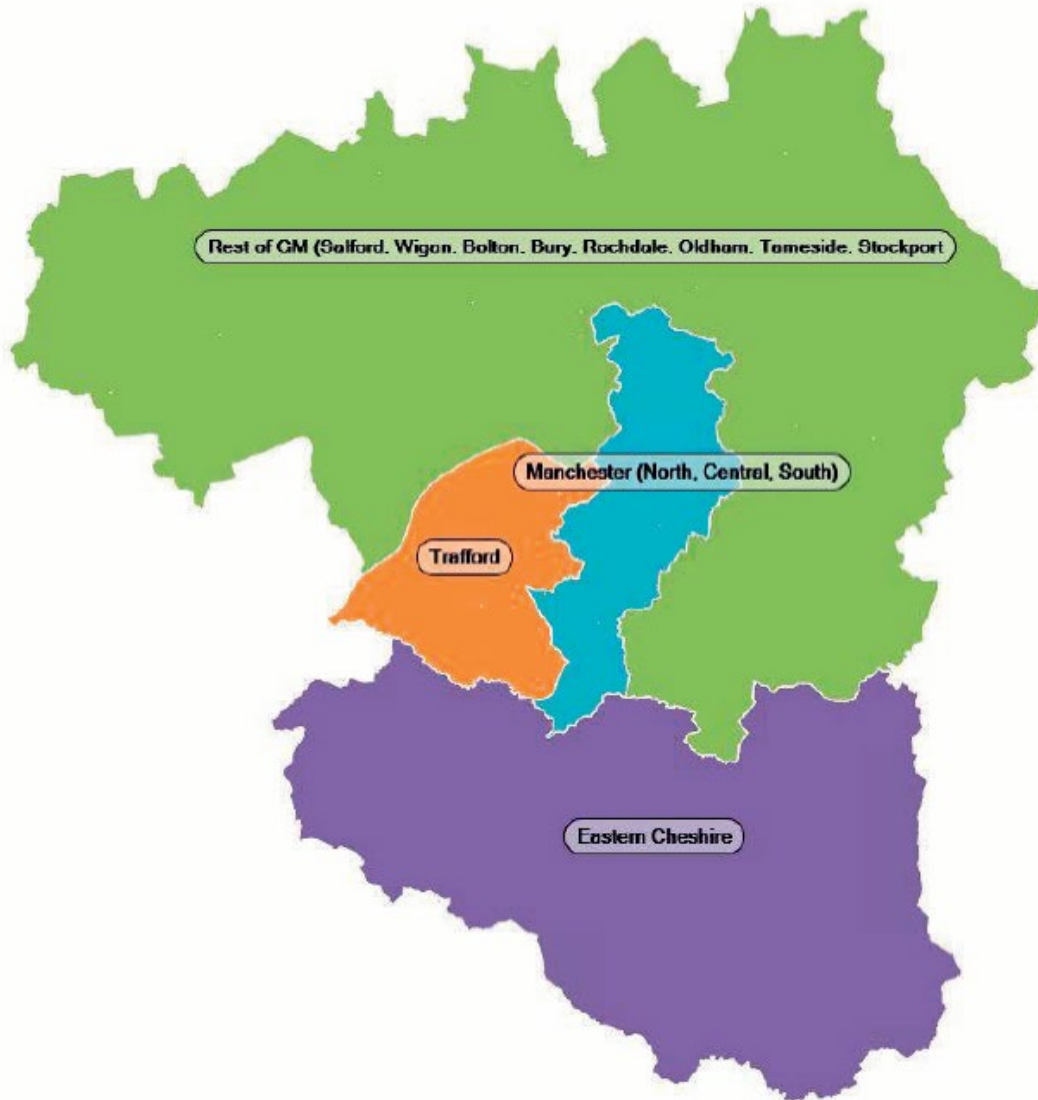 Rest of GM (Salford, Wigan, Bolton, Bury, Rochdale, Oldham, Tameside, Stockport
Manchester (North, Central, South)
Trafford
Eastern Cheshire